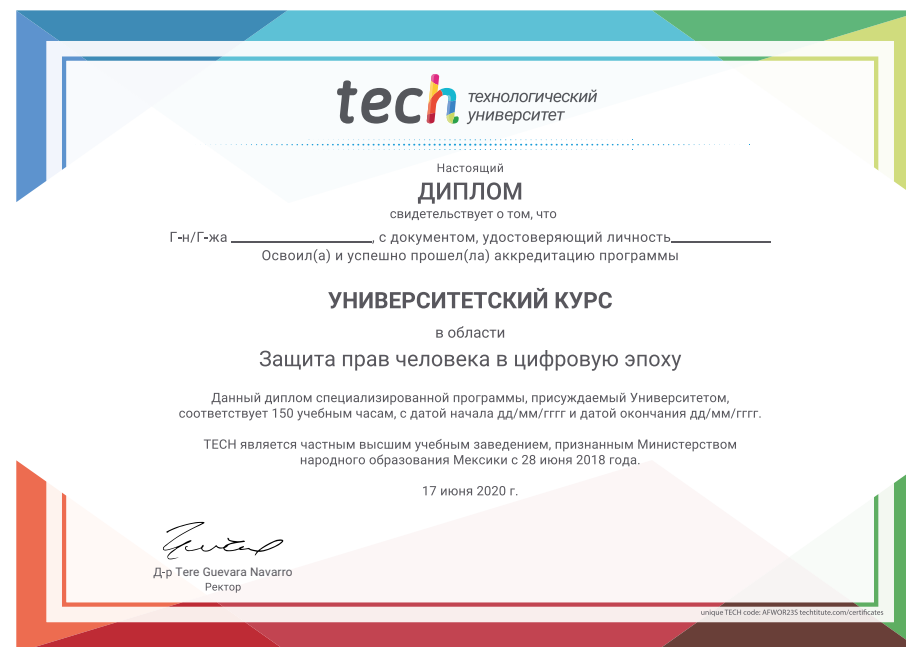 tech технологический
университет
Настоящий
ДИПЛОМ
свидетельствует о том, что
Г-н/Г-жа _________________, с документом, удостоверяющий личность____________
Освоил(а) и успешно прошел(ла) аккредитацию программы
УНИВЕРСИТЕТСКИЙ КУРС
в области
Защита прав человека в цифровую эпоху
Данный диплом специализированной программы, присуждаемый Университетом,
соответствует 150 учебным часам, с датой начала дд/мм/гггг и датой окончания дд/мм/гггг.
TECH является частным высшим учебным заведением, признанным Министерством
народного образования Мексики с 28 июня 2018 года.
17 июня 2020 г.
Д-р Tere Guevara Navarro
Ректор
unique TECH code: AFWOR23S techtitute.com/certificates